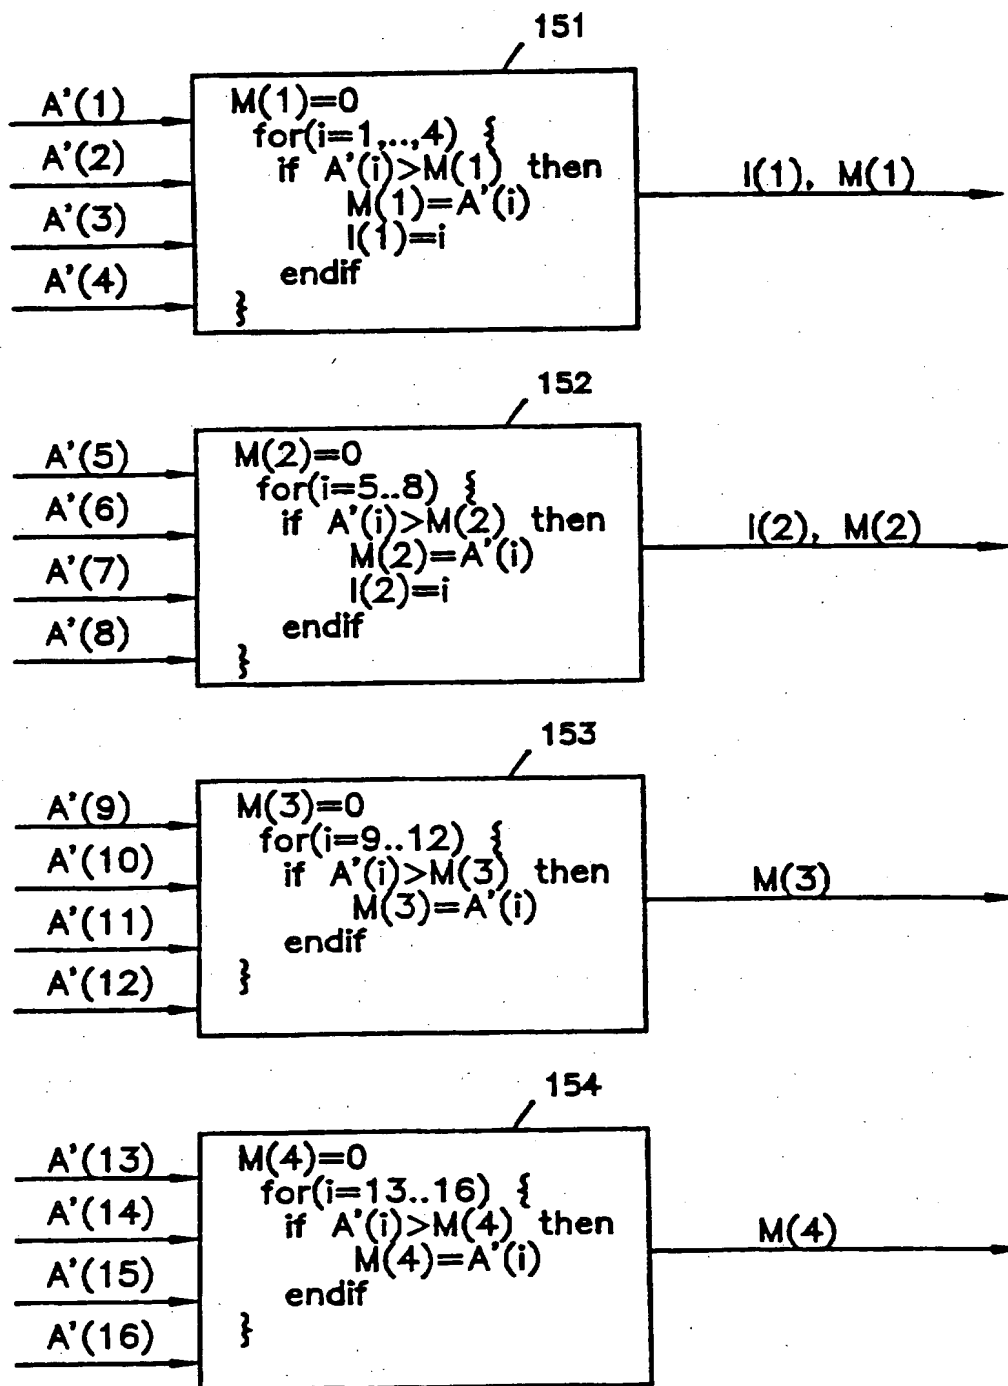 151
A'(1)
A'(2)
A'(3)
A'(4)
M(1)=0
for(i=1,..,4) {
if A'(i)>M(1) then
M(1)=A'(i)
I(1)=i
endif
}
I(1), M(1)
152
A'(5)
A'(6)
A'(7)
A'(8)
M(2)=0
for(i=5..8) {
if A'(i)>M(2) then
M(2)=A'(i)
I(2)=i
endif
}
I(2), M(2)
153
A'(9)
A'(10)
A'(11)
A'(12)
M(3)=0
for(i=9..12) {
if A'(i)>M(3) then
M(3)=A'(i)
endif
}
M(3)
154
A'(13)
A'(14)
A'(15)
A'(16)
M(4)=0
for(i=13..16) {
if A'(i)>M(4) then
M(4)=A'(i)
endif
}
M(4)